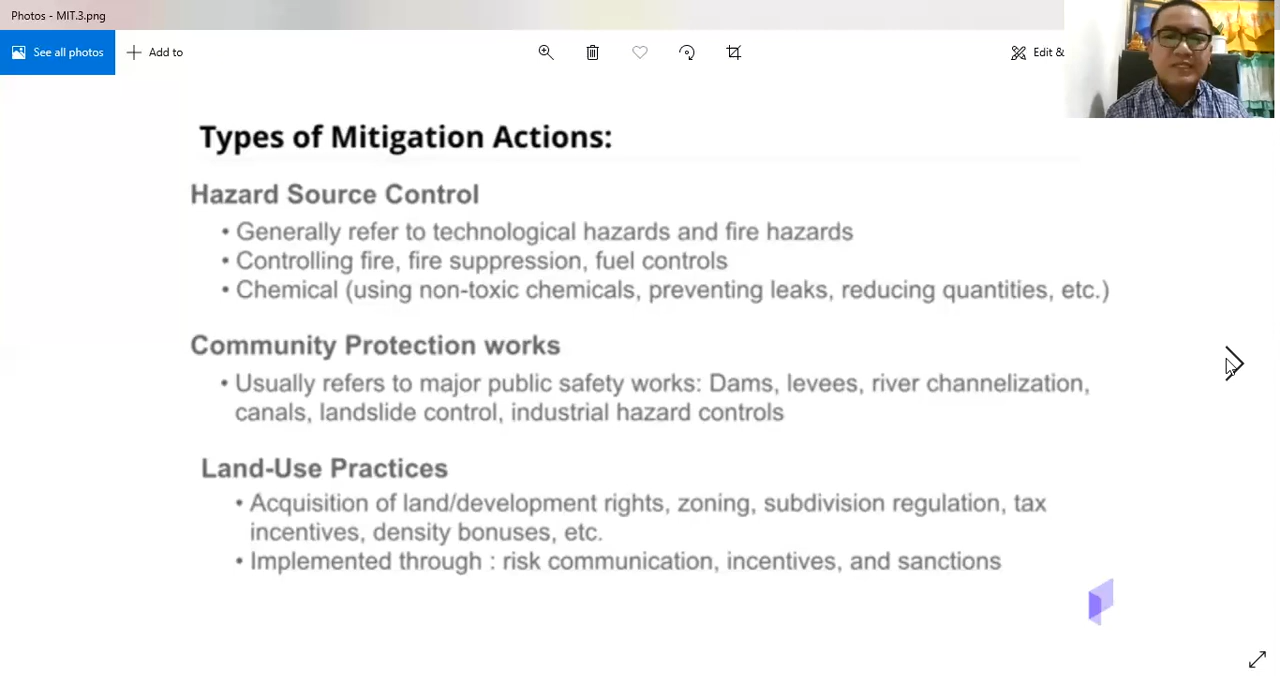 Photos - MIT.3.png
See all photos
Add to
Edit &
Types of Mitigation Actions:
Hazard Source Control
• Generally refer to technological hazards and fire hazards
• Controlling fire, fire suppression, fuel controls
• Chemical (using non-toxic chemicals, preventing leaks, reducing quantities, etc.)
Community Protection works
• Usually refers to major public safety works: Dams, levees, river channelization,
canals, landslide control, industrial hazard controls
Land-Use Practices
• Acquisition of land/development rights, zoning, subdivision regulation, tax
incentives, density bonuses, etc.
• Implemented through : risk communication, incentives, and sanctions